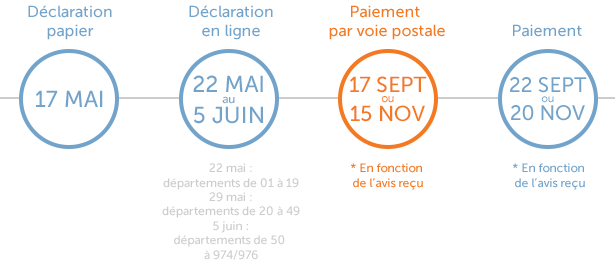 Déclaration
papier
17 MAI
Déclaration
en ligne
22 MAI
au
5 JUIN
22 mai :
départements de 01 à 19
29 mai :
départements de 20 à 49
5 juin :
départements de 50
à 974/976
Paiement
par voie postale
17 SEPT
ou
15 NOV
* En fonction
de l'avis reçu
Paiement
22 SEPT
ou
20 NOV
* En fonction
de l'avis reçu